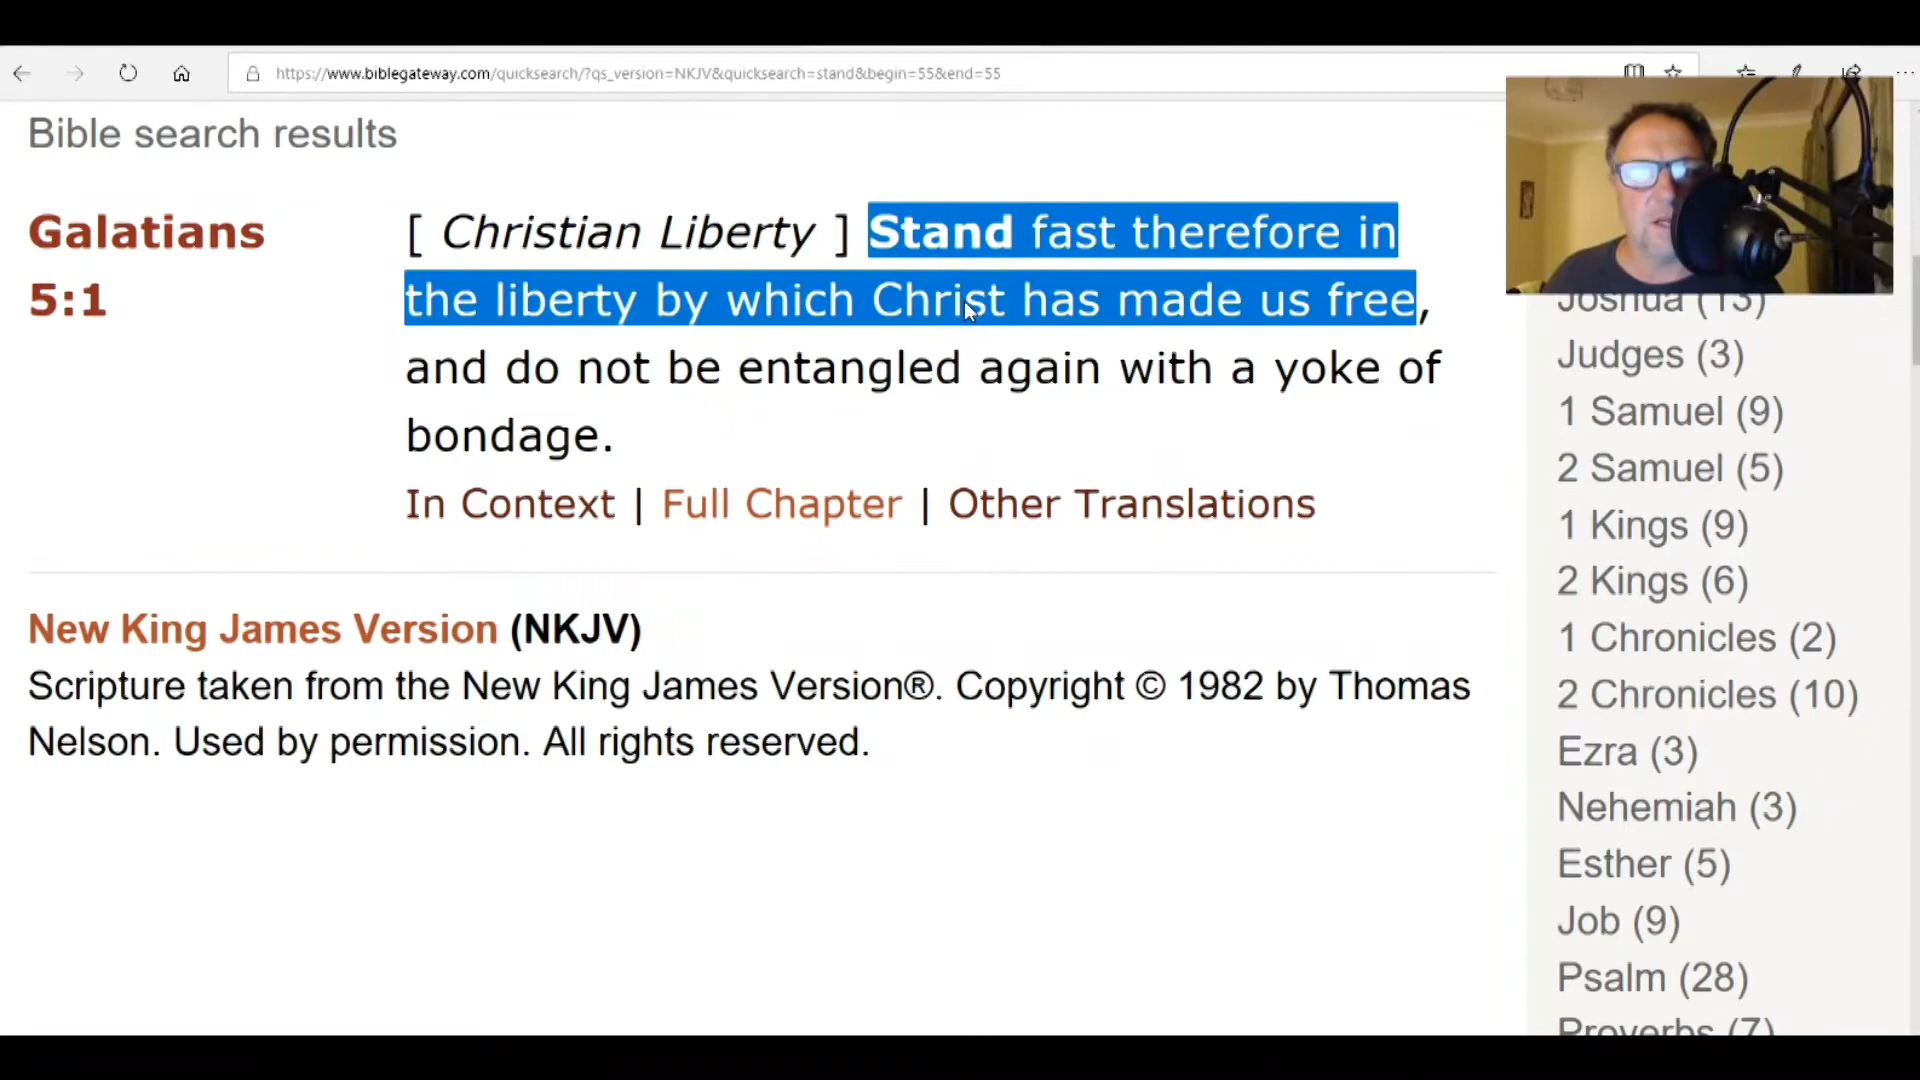 https://www.biblegateway.com/quicksearch/?qs_version=NKJV&quicksearch=stand&begin=55&end=55
Bible search results
Galatians
5:1
[ Christian Liberty ] Stand fast therefore in
the liberty by which Christ has made us free,
and do not be entangled again with a yoke of
bondage.
In Context | Full Chapter | Other Translations
New King James Version (NKJV)
Scripture taken from the New King James Version®. Copyright © 1982 by Thomas
Nelson. Used by permission. All rights reserved.
Joshua (13)
Judges (3)
1 Samuel (9)
2 Samuel (5)
1 Kings (9)
2 Kings (6)
1 Chronicles (2)
2 Chronicles (10)
Ezra (3)
Nehemiah (3)
Esther (5)
Job (9)
Psalm (28)
Proverbs (7)